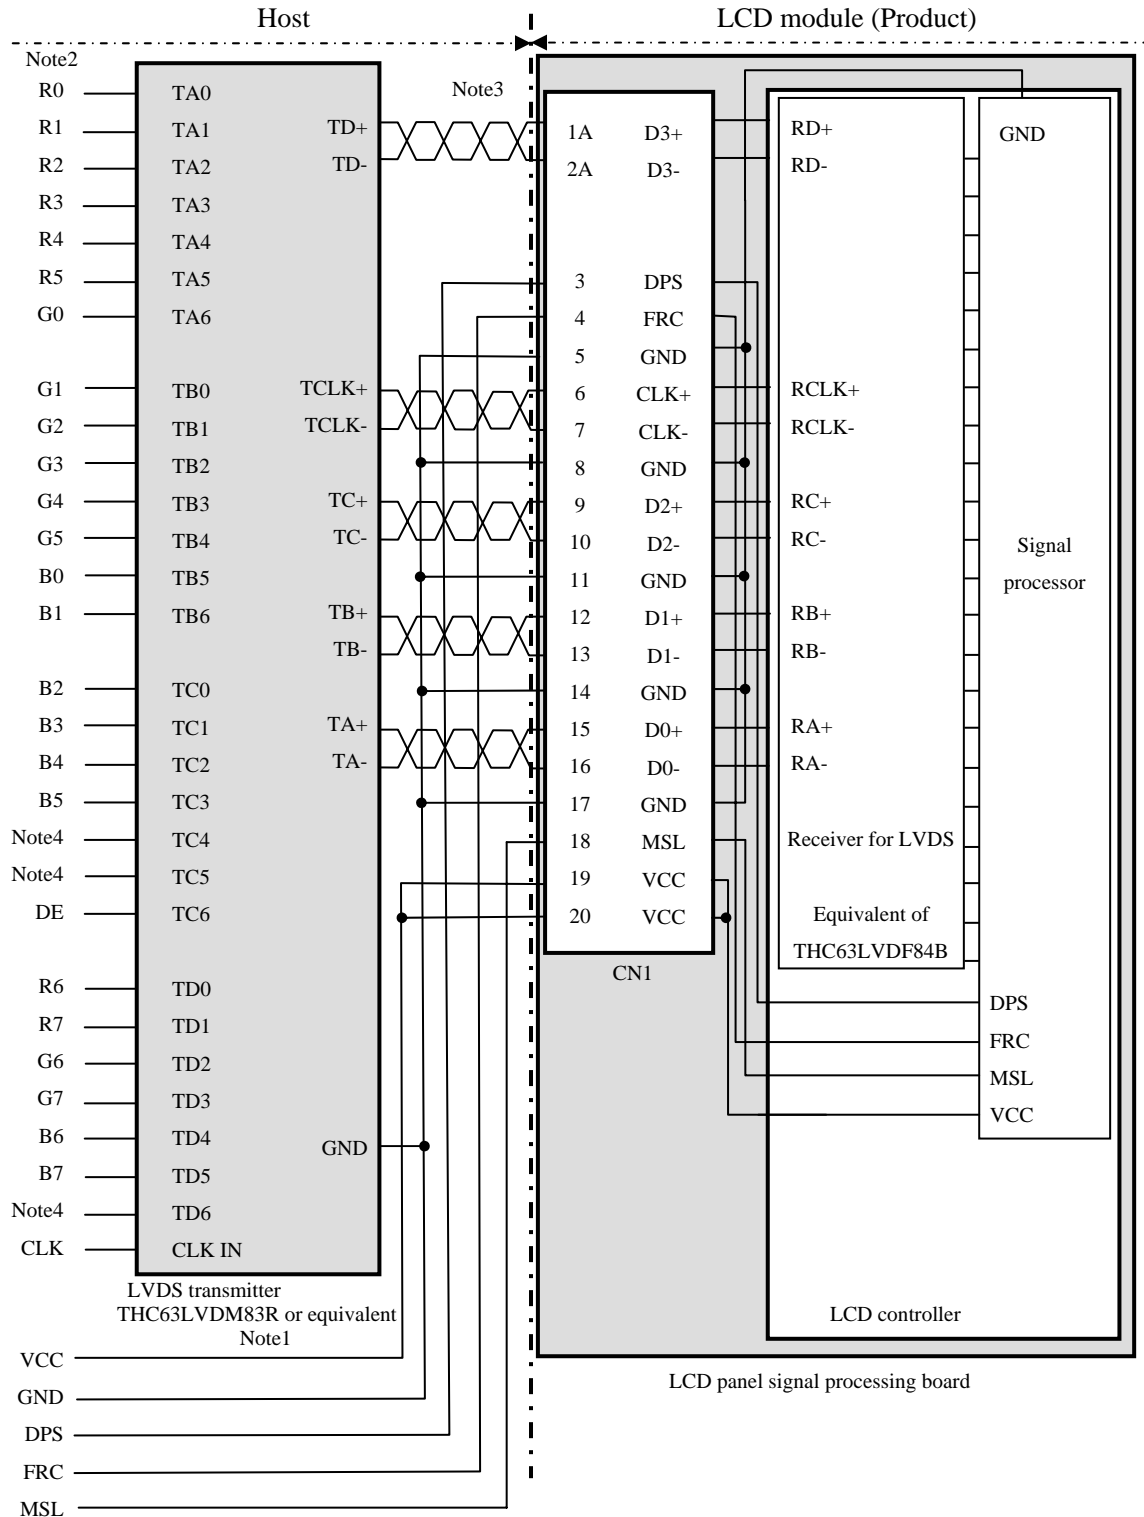 Host
LCD module (Product)
Note2
Note3
R0 TA0
R1 TA1
R2 TA2
R3 TA3
R4 TA4
R5 TA5
G0 TA6
G1 TB0
G2 TB1
G3 TB2
G4 TB3
G5 TB4
B0 TB5
B1 TB6
B2 TC0
B3 TC1
B4 TC2
B5 TC3
Note4 TC4
Note4 TC5
DE TC6
R6 TD0
R7 TD1
G6 TD2
G7 TD3
B6 TD4
B7 TD5
Note4 TD6
CLK CLK IN
TD+
TD-
TCLK+
TCLK-
TC+
TC-
TB+
TB-
TA+
TA-
GND
LVDS transmitter
THC63LVDM83R or equivalent
Note1
VCC
GND
DPS
FRC
MSL
1A D3+
2A D3-
3 DPS
4 FRC
5 GND
6 CLK+
7 CLK-
8 GND
9 D2+
10 D2-
11 GND
12 D1+
13 D1-
14 GND
15 D0+
16 D0-
17 GND
18 MSL
19 VCC
20 VCC
CN1
RD+
RD-
RCLK+
RCLK-
RC+
RC-
RB+
RB-
RA+
RA-
Receiver for LVDS
Equivalent of
THC63LVDF84B
GND
Signal
processor
DPS
FRC
MSL
VCC
LCD controller
LCD panel signal processing board